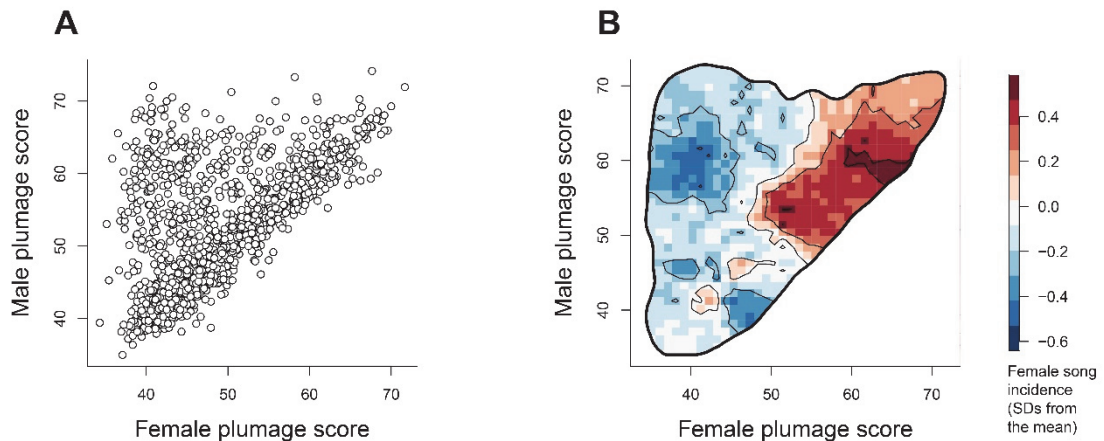 A
B
Male plumage score
70
60
50
40
40
50
60
70
Female plumage score
Male plumage score
70
60
50
40
40
50
60
70
Female plumage score
0.4
0.2
0.0
−0.2
−0.4
−0.6
Female song
incidence
(SDs from
the mean)